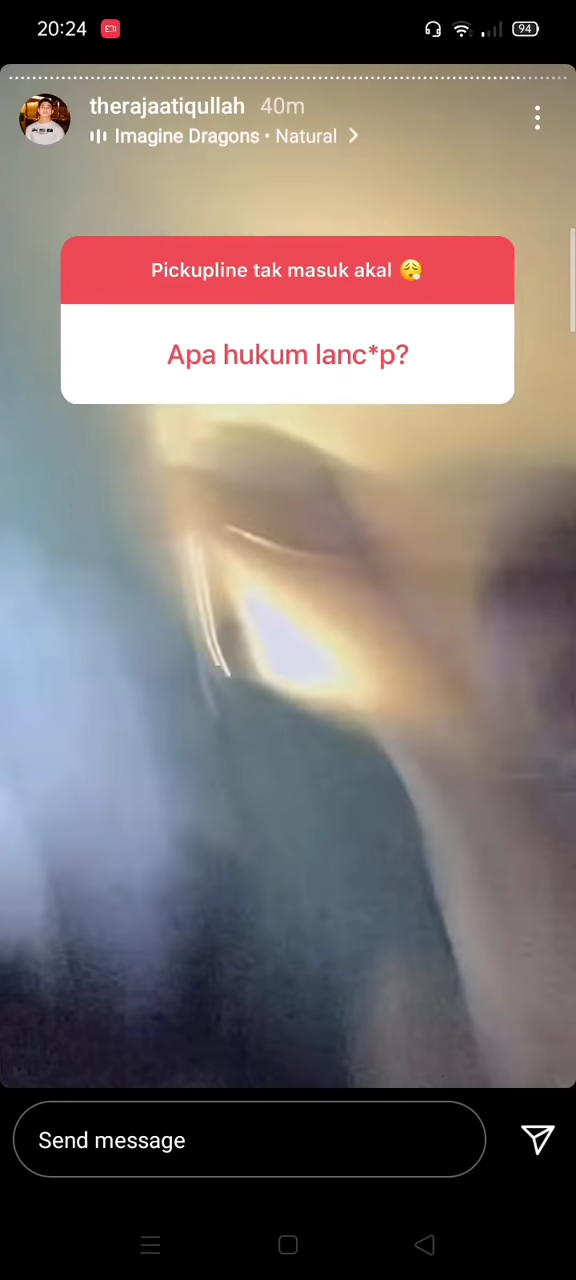 20:24
94
therajaatiqullah 40m
Imagine Dragons • Natural
Pickupline tak masuk akal 😮‍💨
Apa hukum lanc*p?
Send message